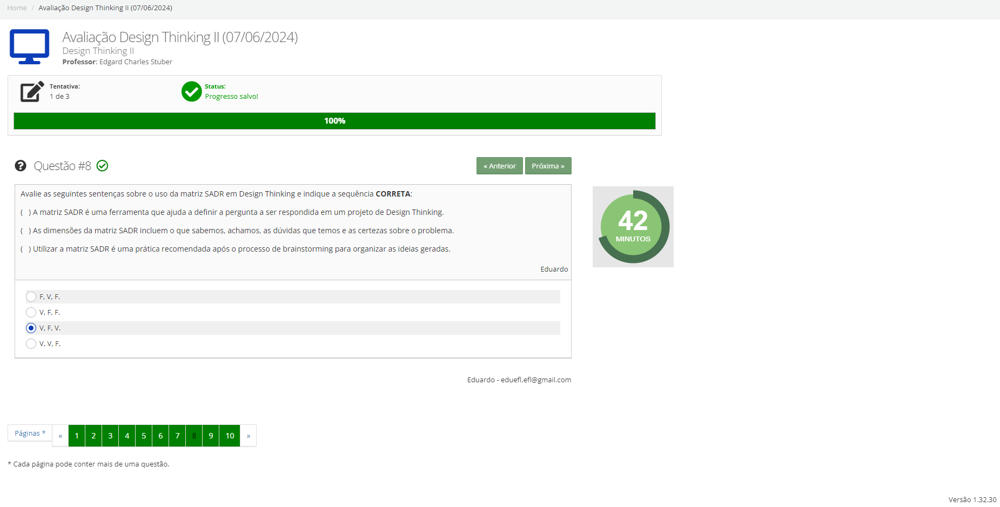 Home / Avaliação Design Thinking II (07/06/2024)
Avaliação Design Thinking II (07/06/2024)
Design Thinking II
Professor: Edgard Charles Stuber
Tentativa:
1 de 3
Status:
Progresso salvo!
100%
Questão #8
« Anterior
Próxima »
Avalie as seguintes sentenças sobre o uso da matriz SADR em Design Thinking e indique a sequência CORRETA:
( ) A matriz SADR é uma ferramenta que ajuda a definir a pergunta a ser respondida em um projeto de Design Thinking.
( ) As dimensões da matriz SADR incluem o que sabemos, achamos, as dúvidas que temos e as certezas sobre o problema.
( ) Utilizar a matriz SADR é uma prática recomendada após o processo de brainstorming para organizar as ideias geradas.
Eduardo
42
MINUTOS
F, V, F.
V, F, F.
V, F, V.
V, V, F.
Eduardo - eduefl.efl@gmail.com
Páginas * « 1 2 3 4 5 6 7 8 9 10 »
* Cada página pode conter mais de uma questão.
Versão 1.32.30